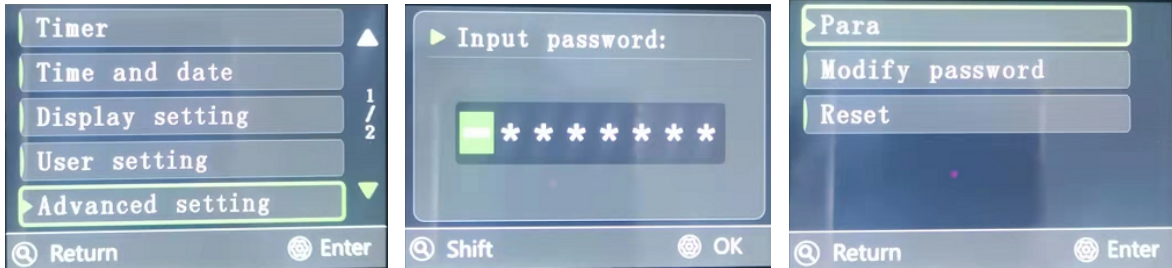 Timer
Time and date
Display setting
User setting
Advanced setting
1/2
Return
Enter
Input password:
- * * * * * * *
Shift
OK
Para
Modify password
Reset
Return
Enter